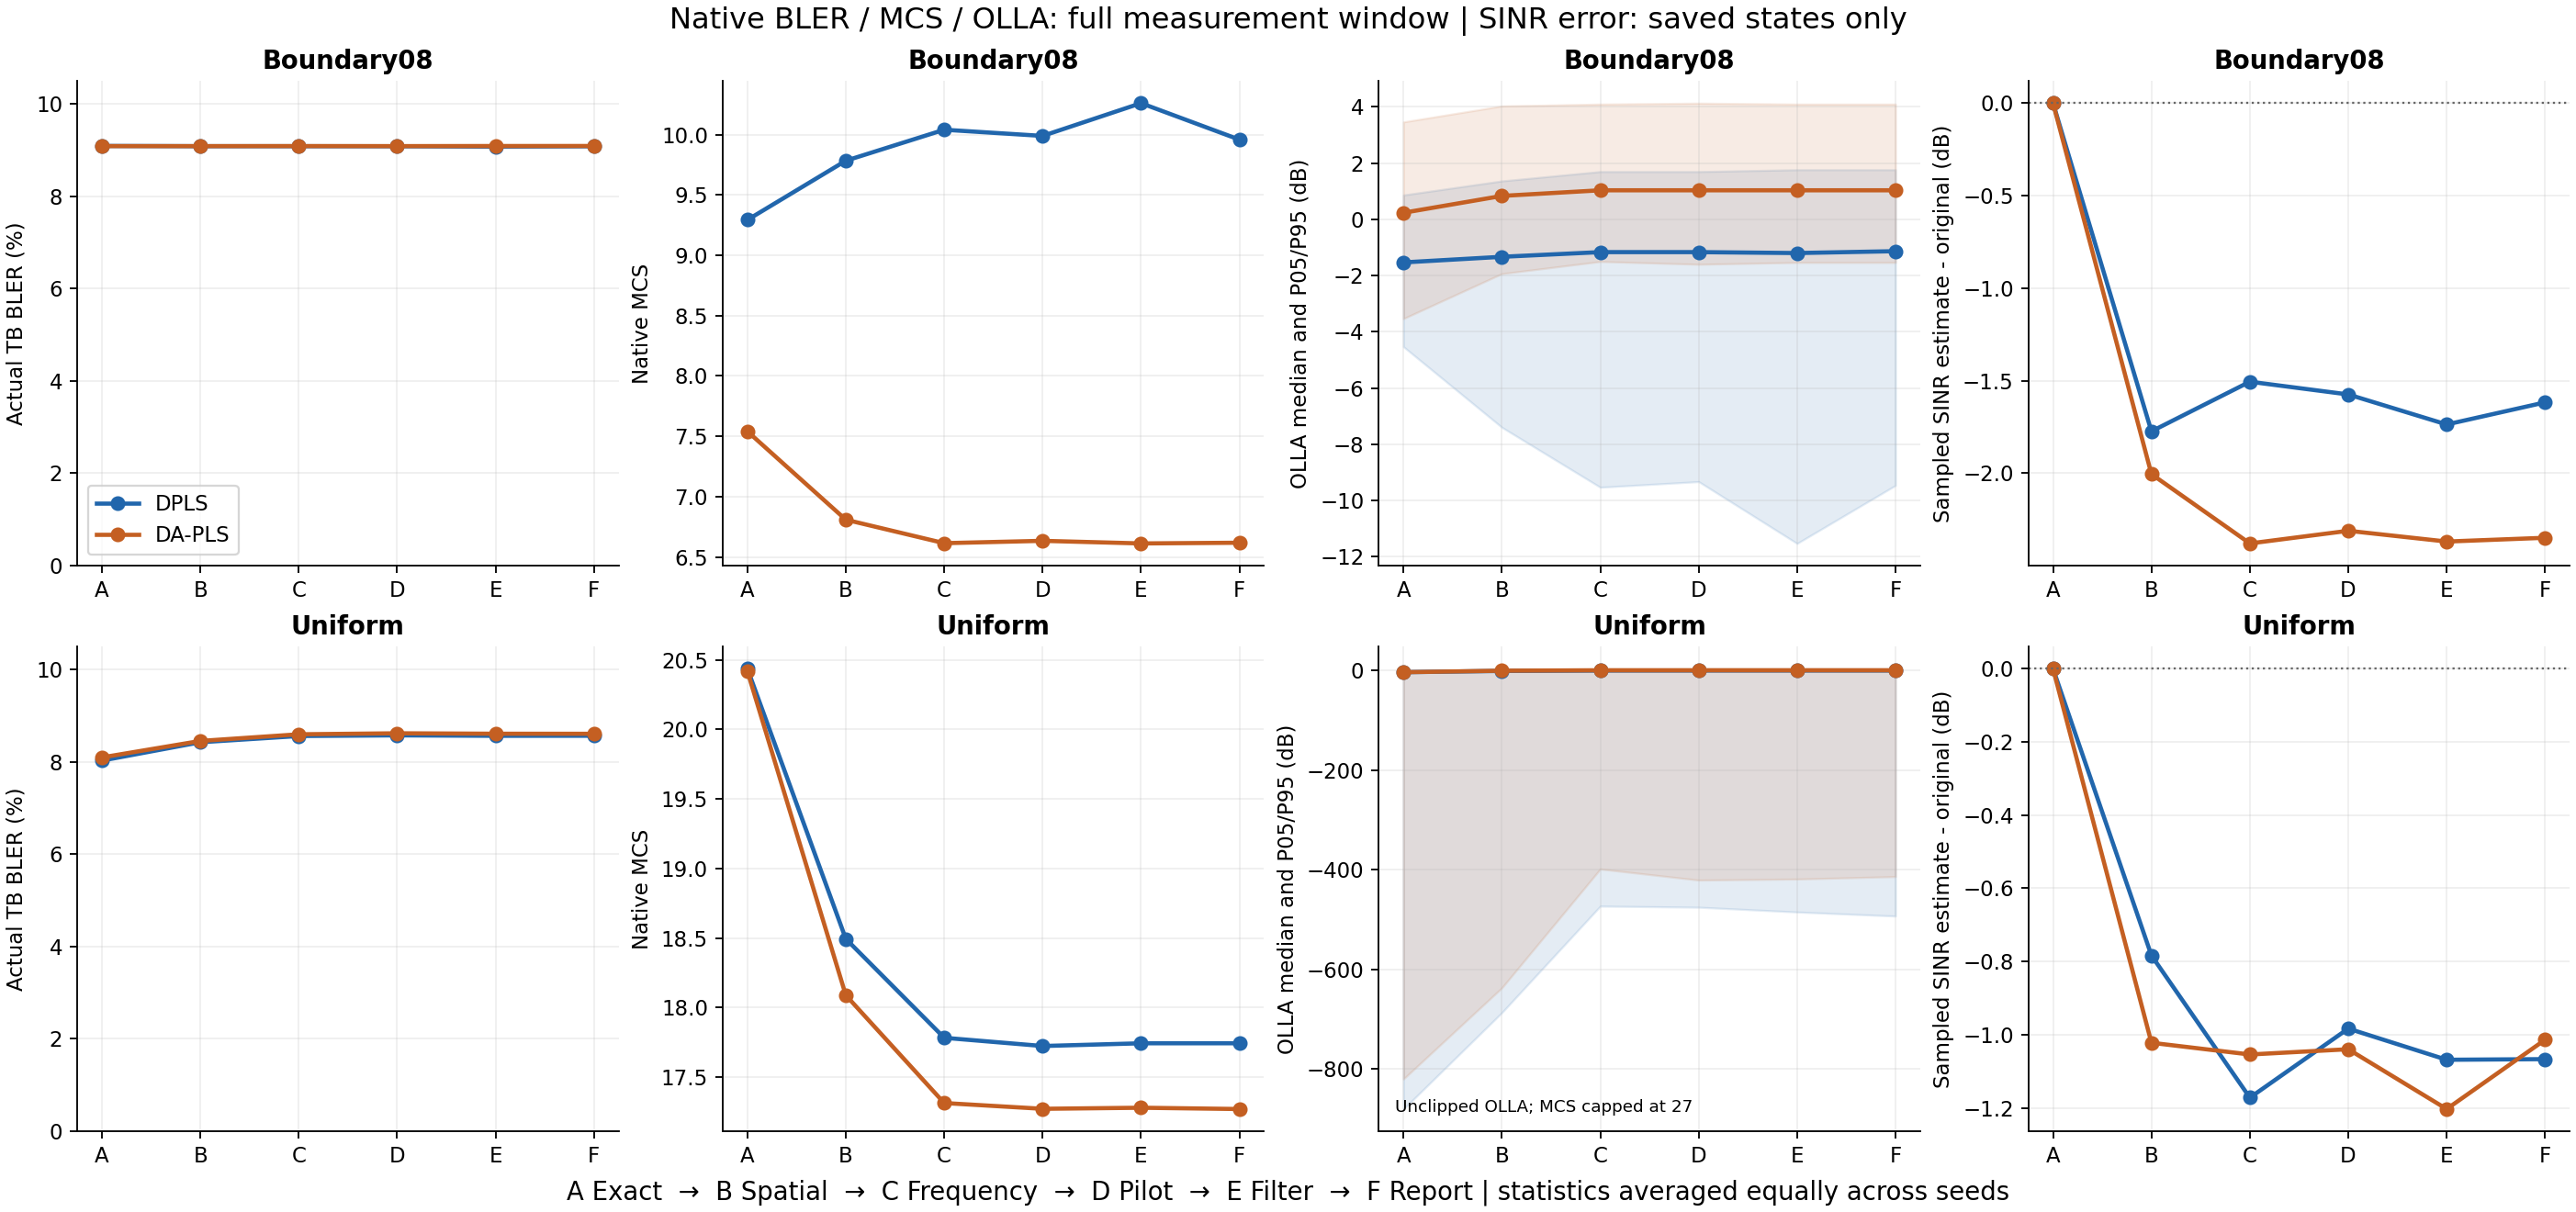 Native BLER / MCS / OLLA: full measurement window | SINR error: saved states only
Boundary08
Actual TB BLER (%)
10
8
6
4
2
0
A B C D E F
DPLS
DA-PLS
Boundary08
Native MCS
10.0
9.5
9.0
8.5
8.0
7.5
7.0
6.5
A B C D E F
Boundary08
OLLA median and P05/P95 (dB)
4
2
0
−2
−4
−6
−8
−10
−12
A B C D E F
Boundary08
Sampled SINR estimate - original (dB)
0.0
−0.5
−1.0
−1.5
−2.0
A B C D E F
Uniform
Actual TB BLER (%)
10
8
6
4
2
0
A B C D E F
Uniform
Native MCS
20.5
20.0
19.5
19.0
18.5
18.0
17.5
A B C D E F
Uniform
OLLA median and P05/P95 (dB)
0
−200
−400
−600
−800
Unclipped OLLA; MCS capped at 27
A B C D E F
Uniform
Sampled SINR estimate - original (dB)
0.0
−0.2
−0.4
−0.6
−0.8
−1.0
−1.2
A B C D E F
A Exact → B Spatial → C Frequency → D Pilot → E Filter → F Report | statistics averaged equally across seeds